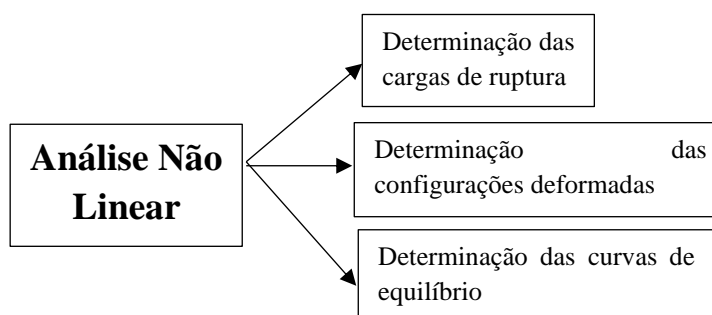 Determinação das
cargas de ruptura
Análise Não
Linear
Determinação das
configurações deformadas
Determinação das curvas de
equilíbrio